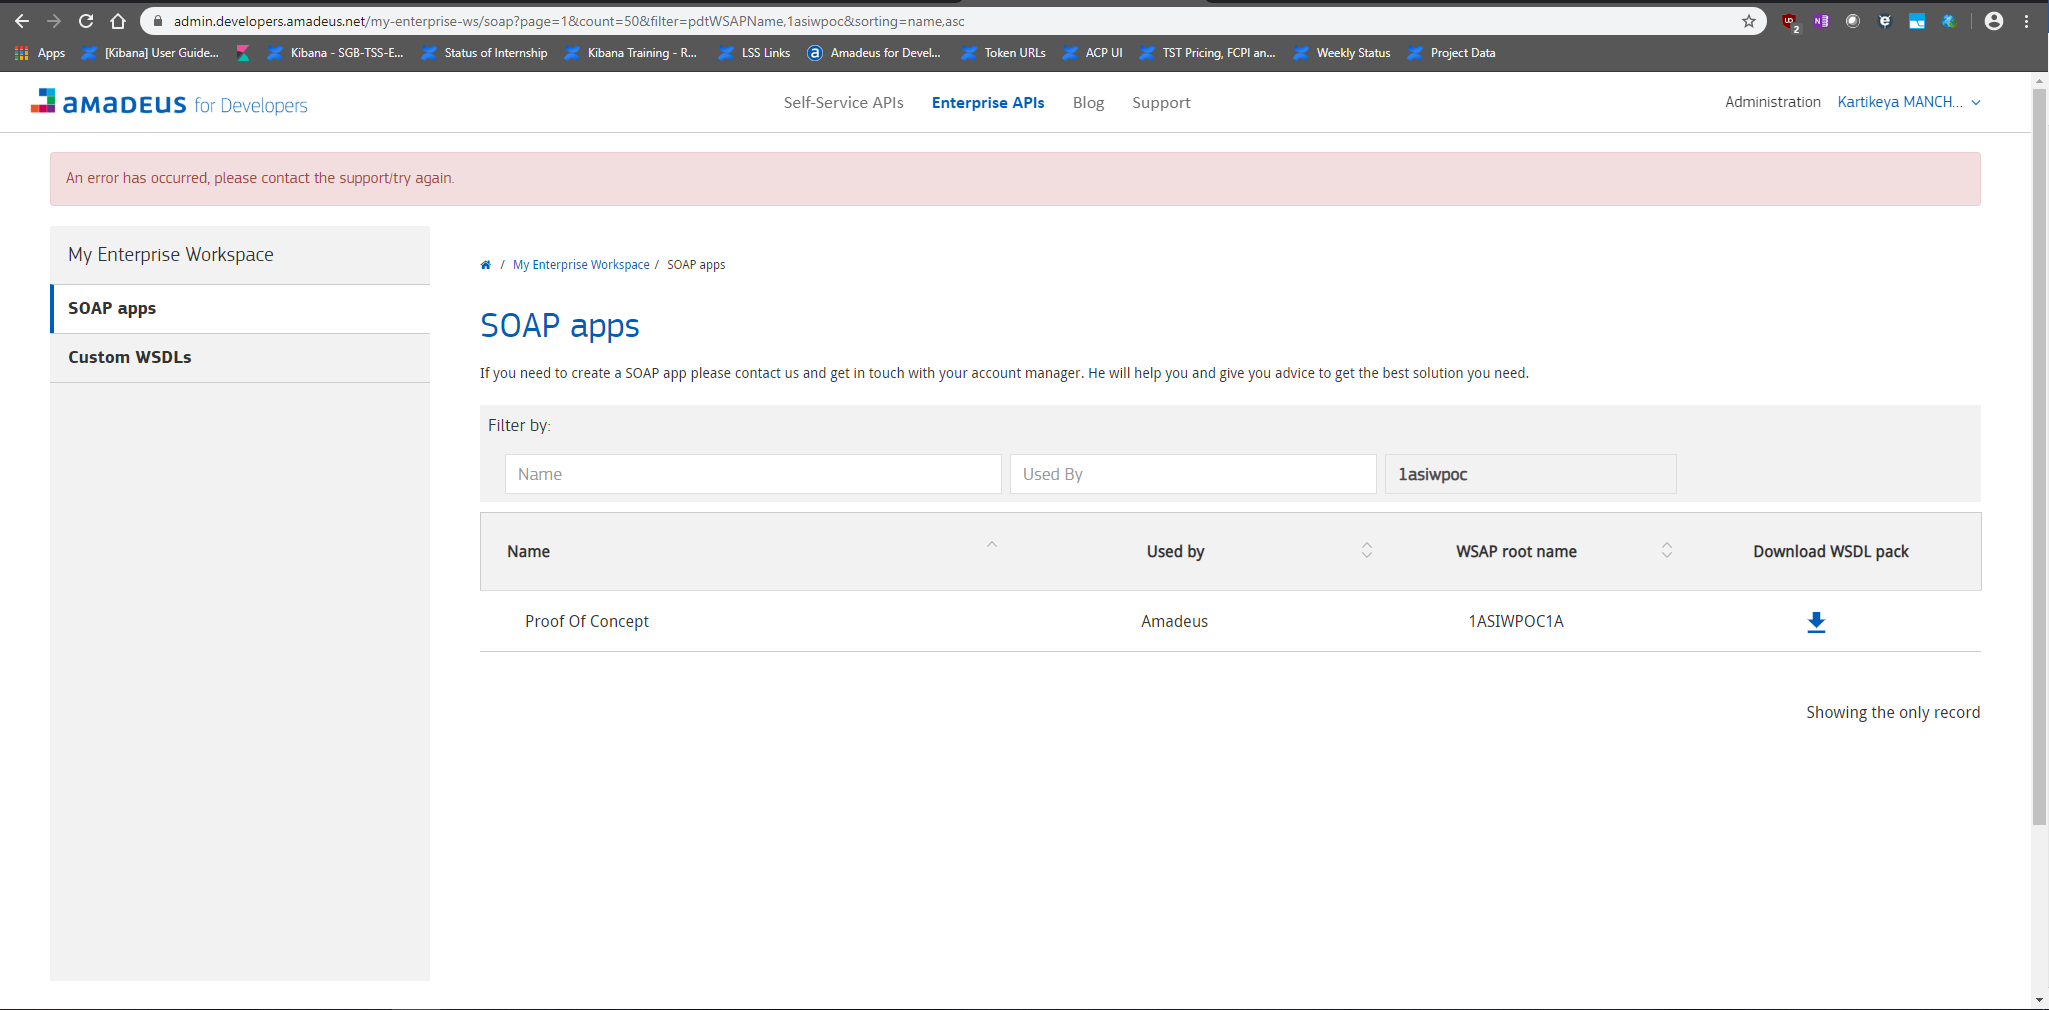 admin.developers.amadeus.net/my-enterprise-ws/soap?page=1&count=50&filter=pdtWSAPName,1asiwpoc&sorting=name,asc
2
Apps [Kibana] User Guide... Kibana - SGB-TSS-E... Status of Internship Kibana Training - R... LSS Links Amadeus for Devel... Token URLs ACP UI TST Pricing, FCPI an... Weekly Status Project Data
amadeus for Developers
Self-Service APIs Enterprise APIs Blog Support
Administration Kartikeya MANCH...
An error has occurred, please contact the support/try again.
My Enterprise Workspace
SOAP apps
Custom WSDLs
/ My Enterprise Workspace / SOAP apps
SOAP apps
If you need to create a SOAP app please contact us and get in touch with your account manager. He will help you and give you advice to get the best solution you need.
Filter by:
Name Used By 1asiwpoc
Name Used by WSAP root name Download WSDL pack
Proof Of Concept Amadeus 1ASIWPOC1A
Showing the only record